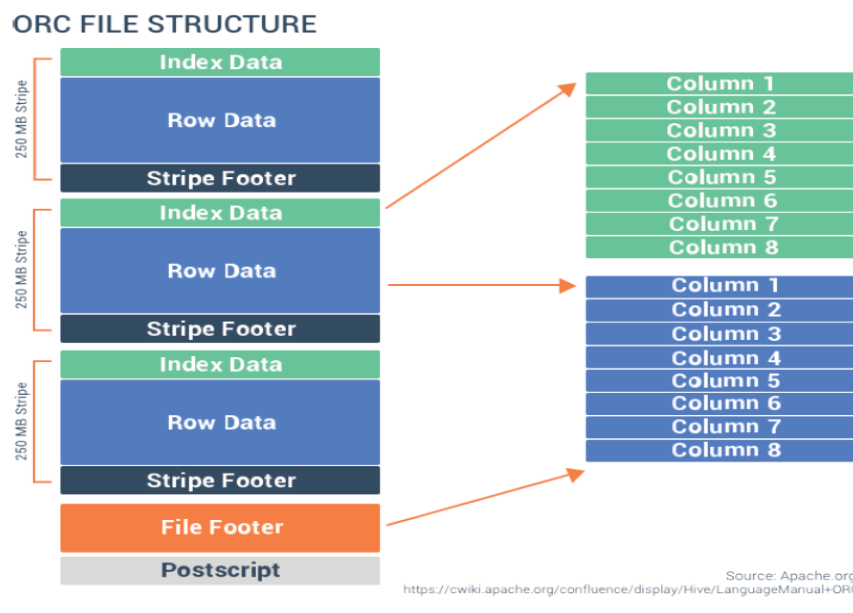 ORC FILE STRUCTURE
250 MB Stripe
Index Data
Row Data
Stripe Footer
250 MB Stripe
Index Data
Row Data
Stripe Footer
250 MB Stripe
Index Data
Row Data
Stripe Footer
File Footer
Postscript
Column 1
Column 2
Column 3
Column 4
Column 5
Column 6
Column 7
Column 8
Column 1
Column 2
Column 3
Column 4
Column 5
Column 6
Column 7
Column 8
Source: Apache.org
https://cwiki.apache.org/confluence/display/Hive/LanguageManual+ORC